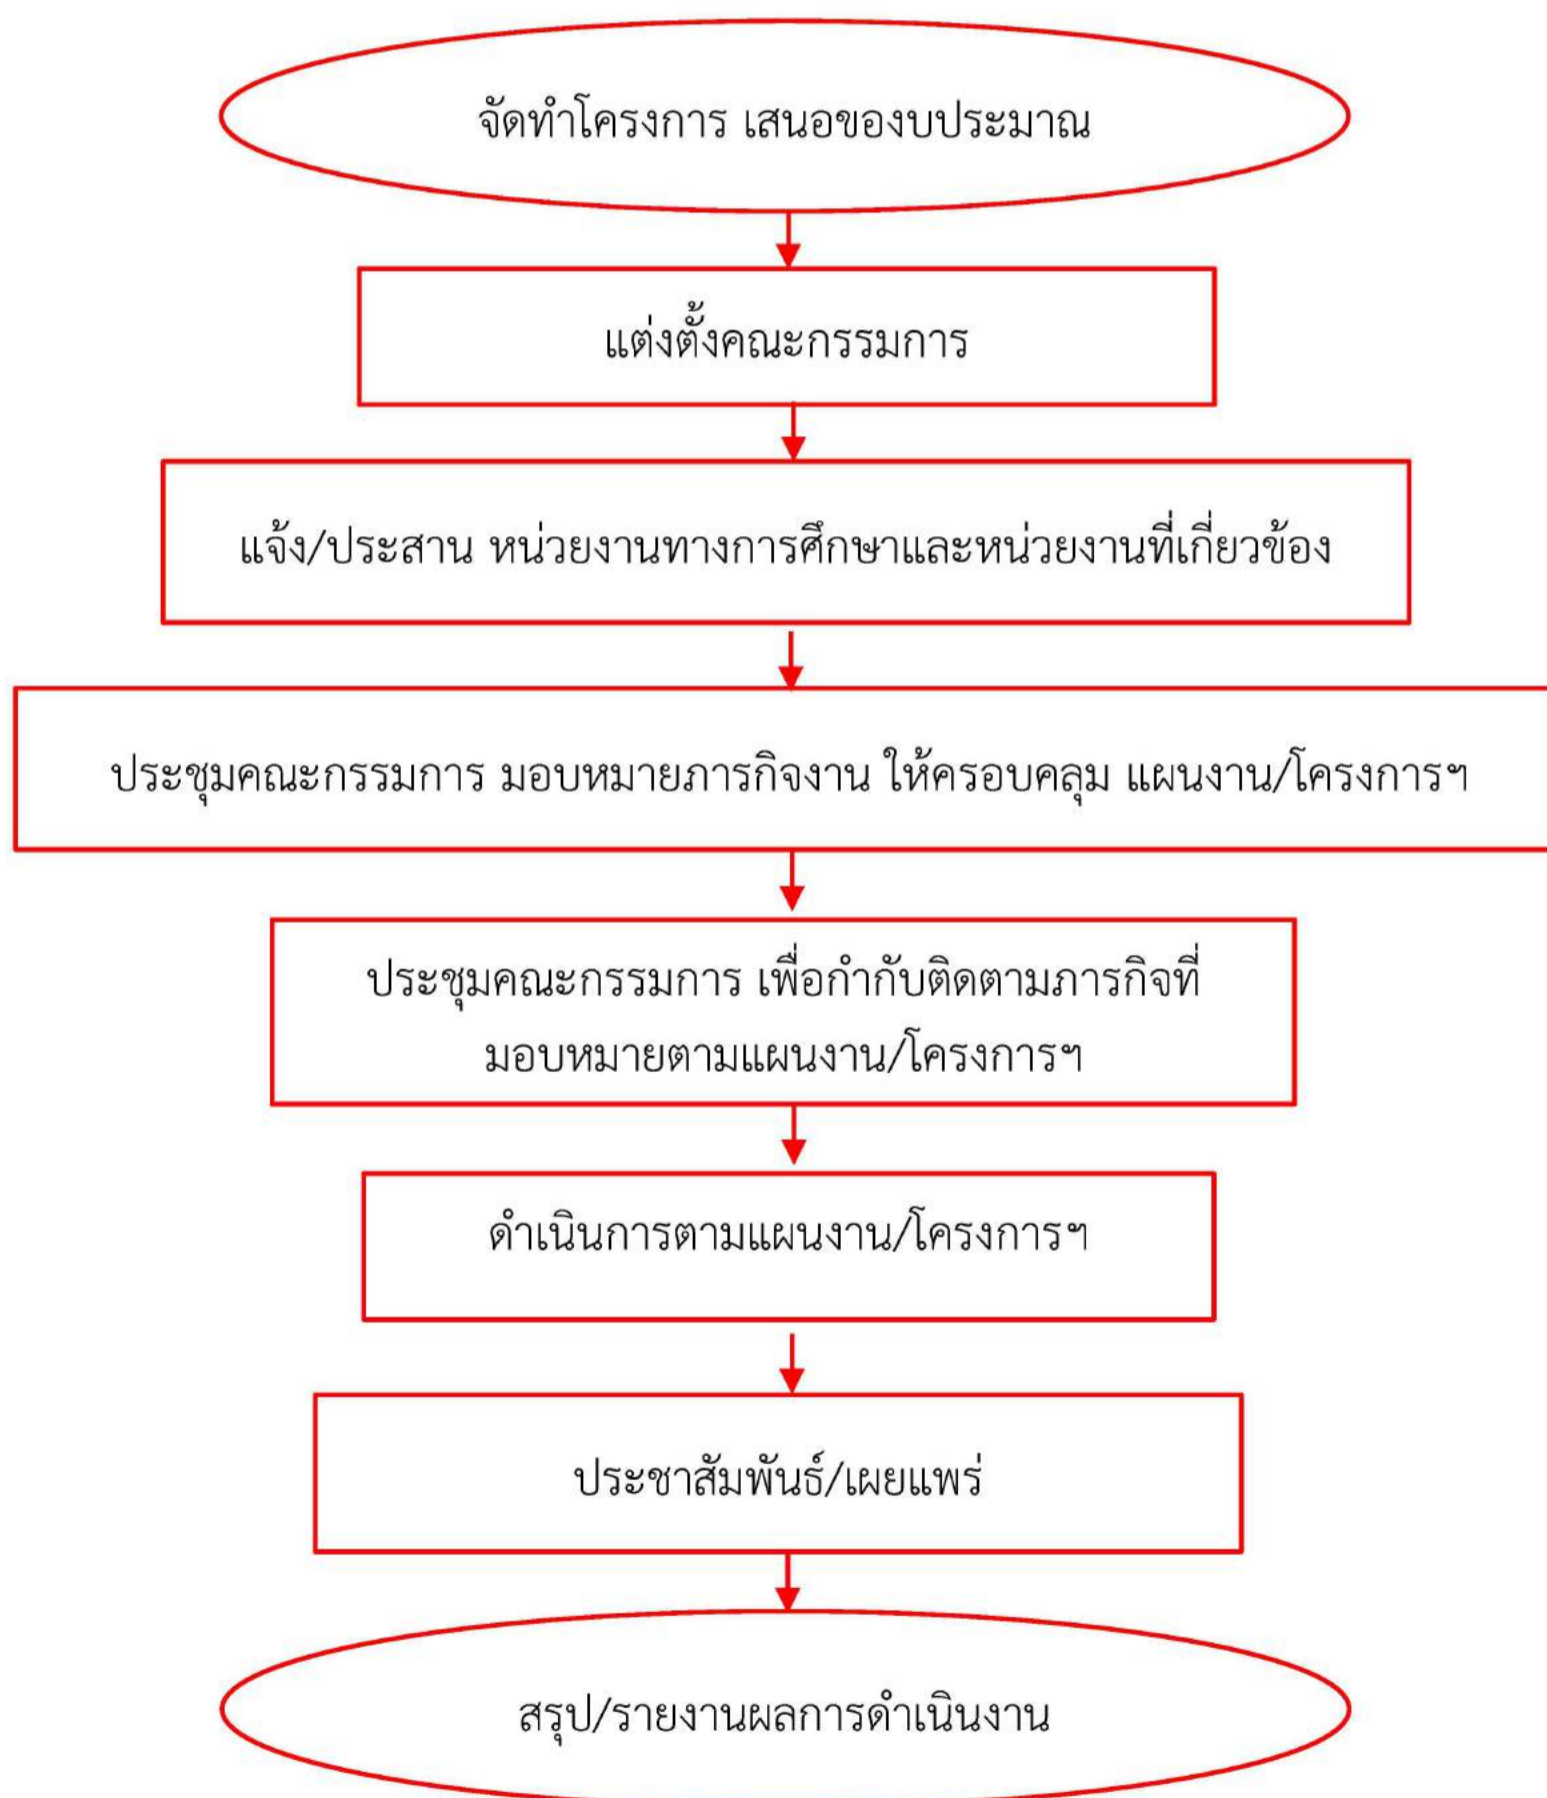 จัดทำโครงการ เสนอของบประมาณ
แต่งตั้งคณะกรรมการ
แจ้ง/ประสาน หน่วยงานทางการศึกษาและหน่วยงานที่เกี่ยวข้อง
ประชุมคณะกรรมการ มอบหมายภารกิจงาน ให้ครอบคลุม แผนงาน/โครงการฯ
ประชุมคณะกรรมการ เพื่อกำกับติดตามภารกิจที่
มอบหมายตามแผนงาน/โครงการฯ
ดำเนินการตามแผนงาน/โครงการฯ
ประชาสัมพันธ์/เผยแพร่
สรุป/รายงานผลการดำเนินงาน